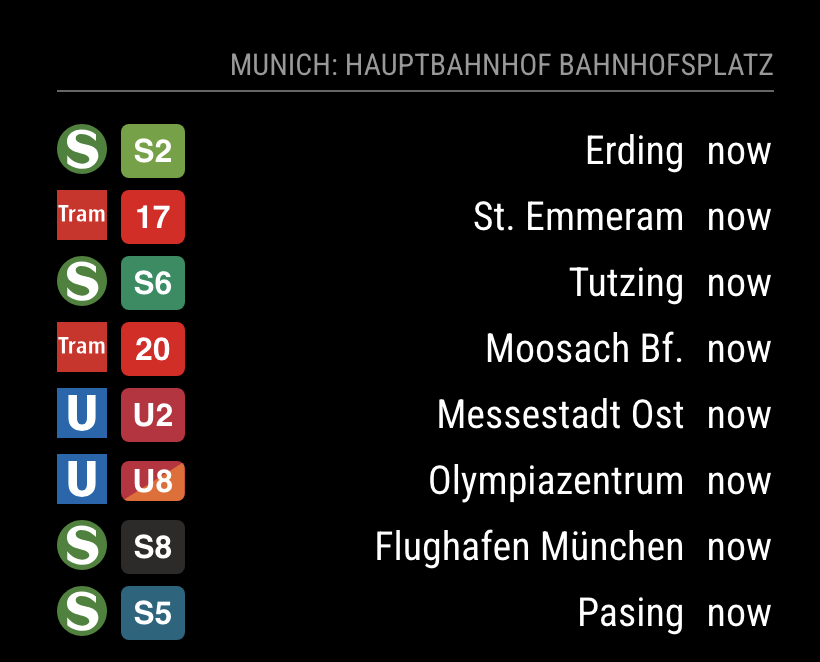 MUNICH: HAUPTBAHNHOF BAHNHOFSPLATZ
S S2 Erding now
Tram 17 St. Emmeram now
S S6 Tutzing now
Tram 20 Moosach Bf. now
U U2 Messestadt Ost now
U U8 Olympiazentrum now
S S8 Flughafen München now
S S5 Pasing now